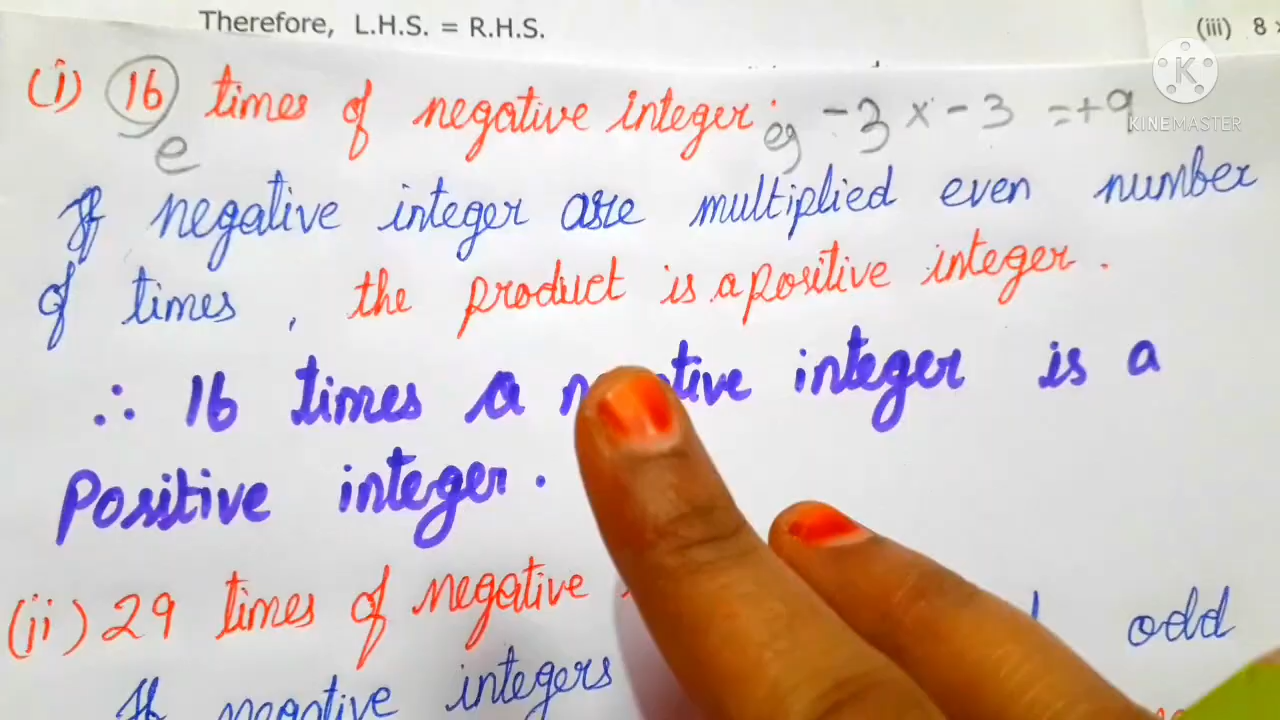 Therefore, L.H.S. = R.H.S.
(iii) 8
(i) 16 times of negative integer. eg -3 x -3 = +9
e
KINEMASTER
If negative integer are multiplied even number
of times, the product is a positive integer.
∴ 16 times a negative integer is a
Positive integer.
(ii) 29 times of negative
odd
If negative integers